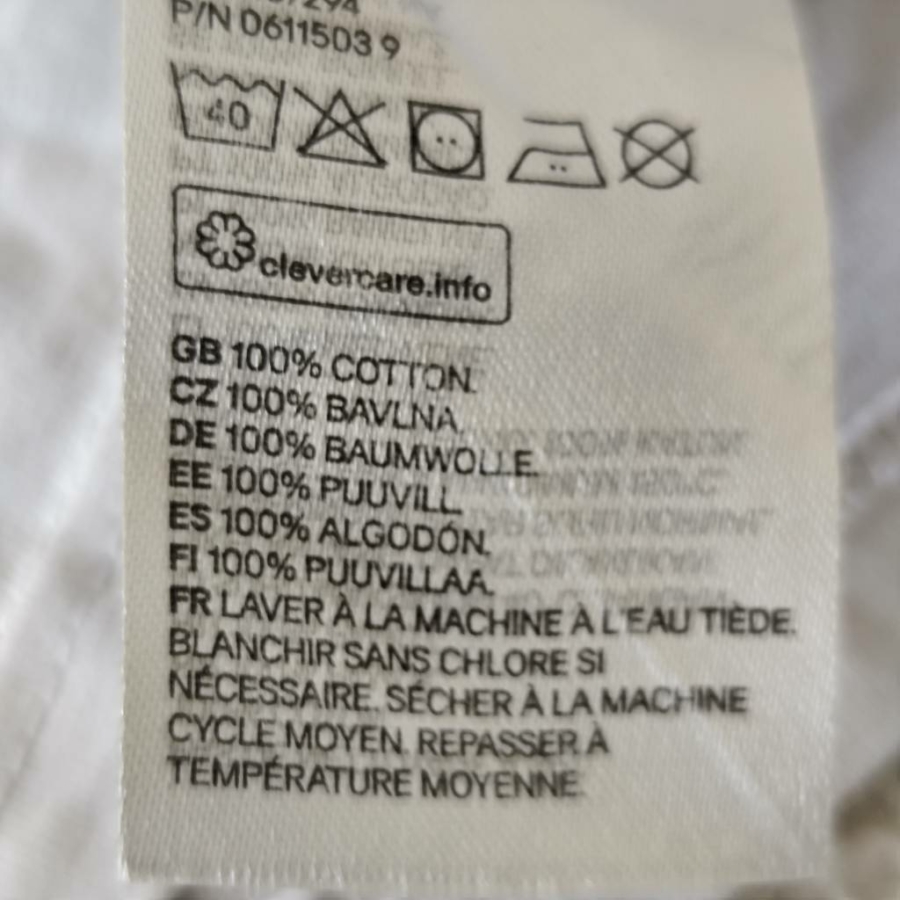 P/N 0611503 9
40
clevercare.info
GB 100% COTTON.
CZ 100% BAVLNA.
DE 100% BAUMWOLLE.
EE 100% PUUVILL.
ES 100% ALGODÓN.
FI 100% PUUVILLAA.
FR LAVER À LA MACHINE À L'EAU TIÈDE.
BLANCHIR SANS CHLORE SI
NÉCESSAIRE. SÉCHER À LA MACHINE
CYCLE MOYEN. REPASSER À
TEMPÉRATURE MOYENNE.